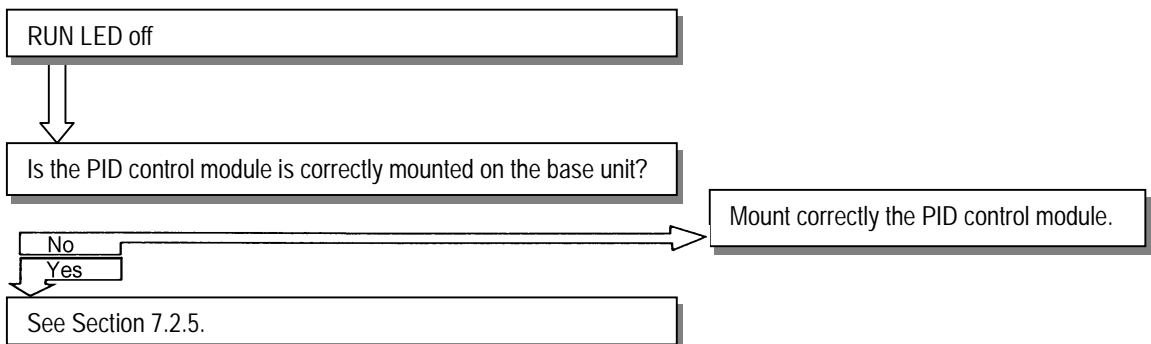 RUN LED off
Is the PID control module is correctly mounted on the base unit?
Mount correctly the PID control module.
No
Yes
See Section 7.2.5.